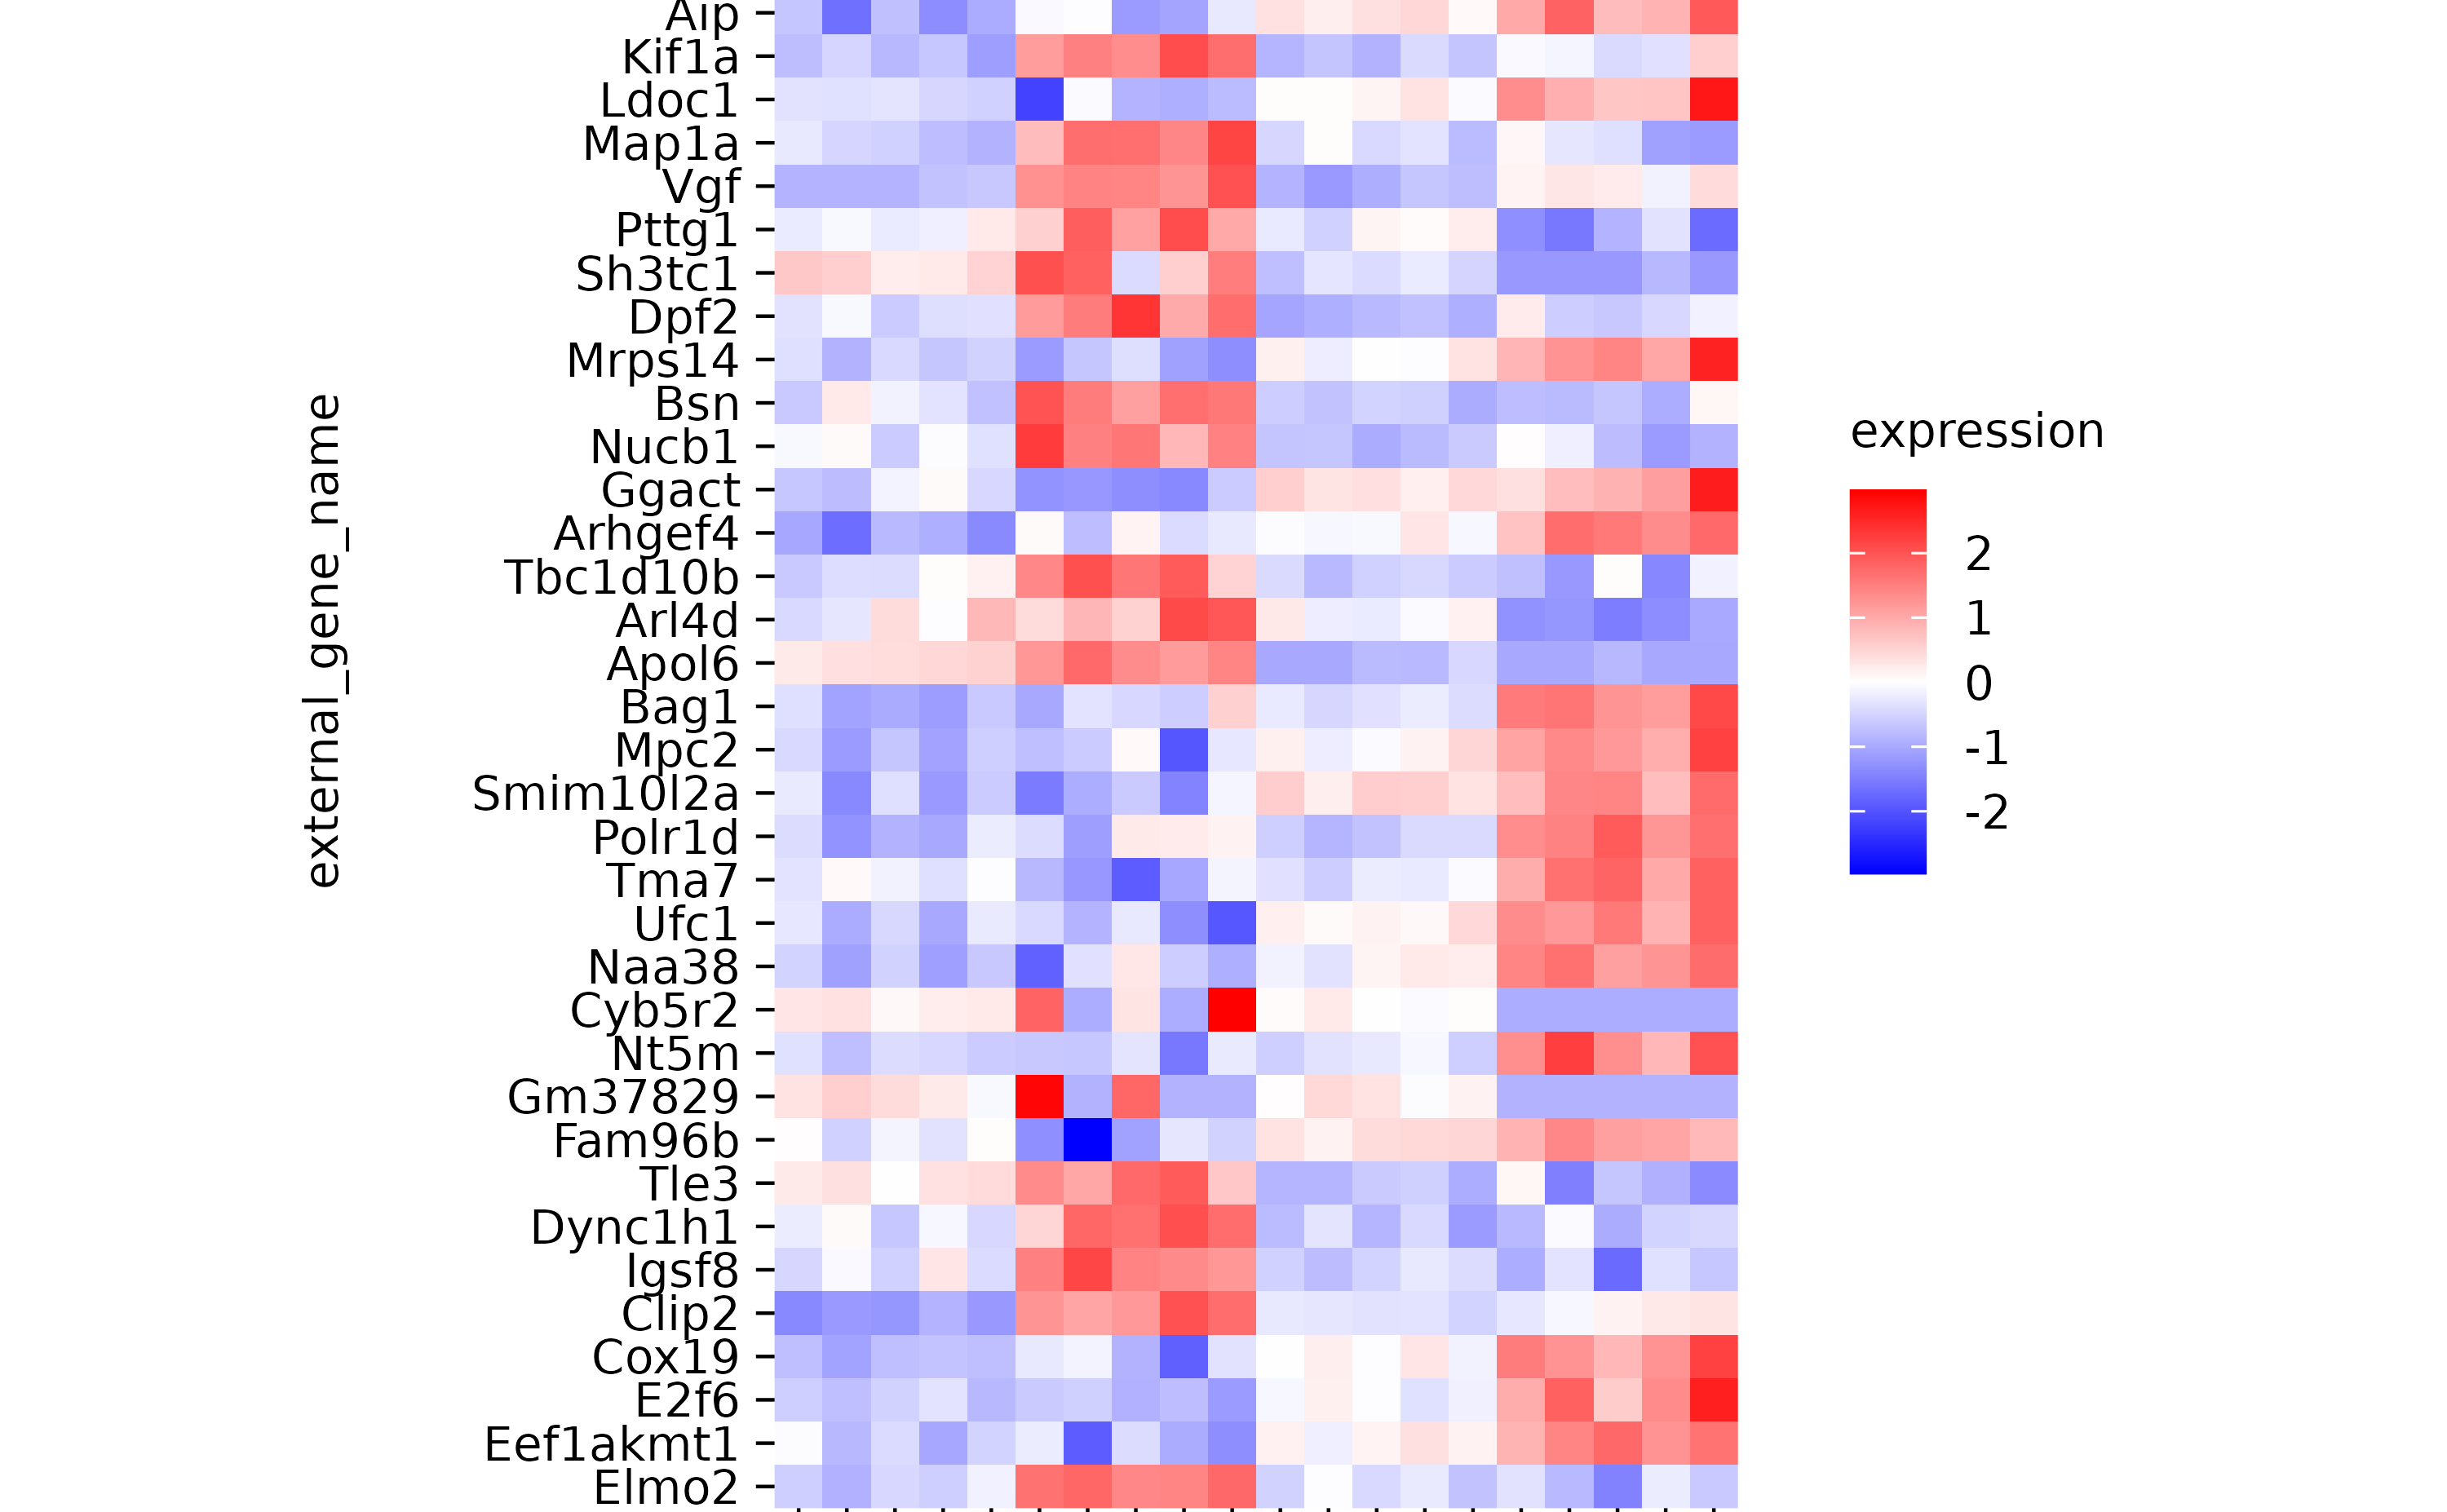 Aip
Kif1a
Ldoc1
Map1a
Vgf
Pttg1
Sh3tc1
Dpf2
Mrps14
Bsn
Nucb1
Ggact
Arhgef4
Tbc1d10b
Arl4d
Apol6
Bag1
Mpc2
Smim10l2a
Polr1d
Tma7
Ufc1
Naa38
Cyb5r2
Nt5m
Gm37829
Fam96b
Tle3
Dync1h1
Igsf8
Clip2
Cox19
E2f6
Eef1akmt1
Elmo2
external_gene_name
expression
2
1
0
-1
-2